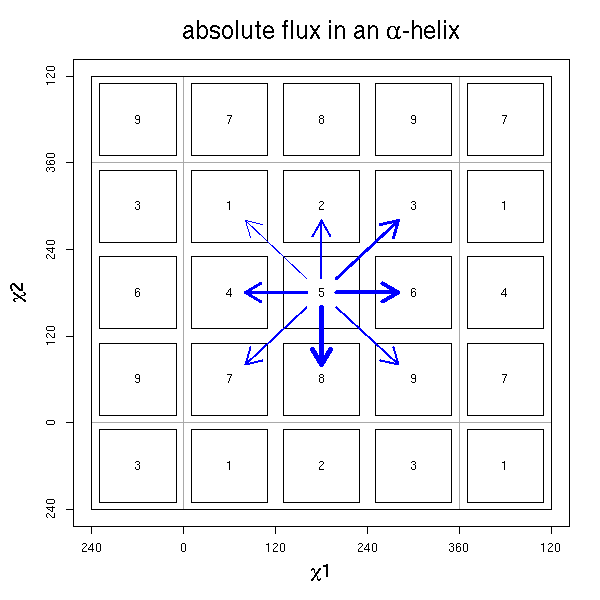 absolute flux in an α-helix
120
9 7 8 9 7
360
3 1 2 3 1
240
6 4 5 6 4
χ2
120
9 7 8 9 7
0
3 1 2 3 1
240
240 0 120 240 360 120
χ1